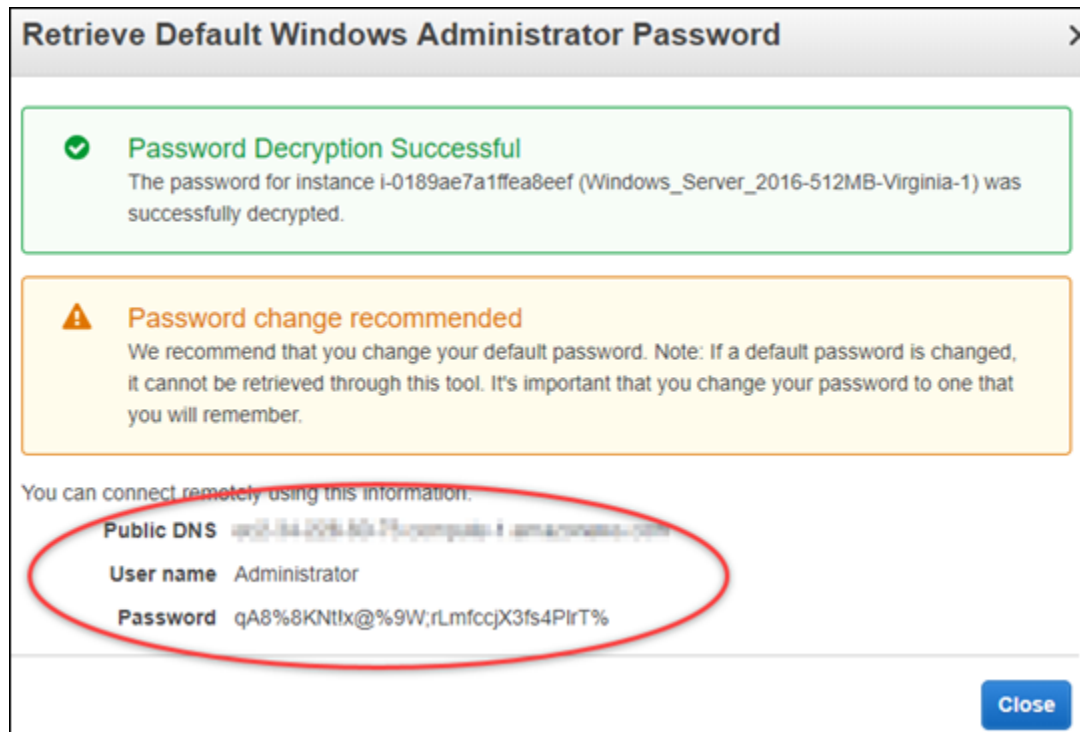 Retrieve Default Windows Administrator Password
Password Decryption Successful
The password for instance i-0189ae7a1ffea8eef (Windows_Server_2016-512MB-Virginia-1) was
successfully decrypted.
Password change recommended
We recommend that you change your default password. Note: If a default password is changed,
it cannot be retrieved through this tool. It's important that you change your password to one that
you will remember.
You can connect remotely using this information.
Public DNS
User name Administrator
Password qA8%8KNtIx@%9W;rLmfccjX3fs4PIrT%
Close